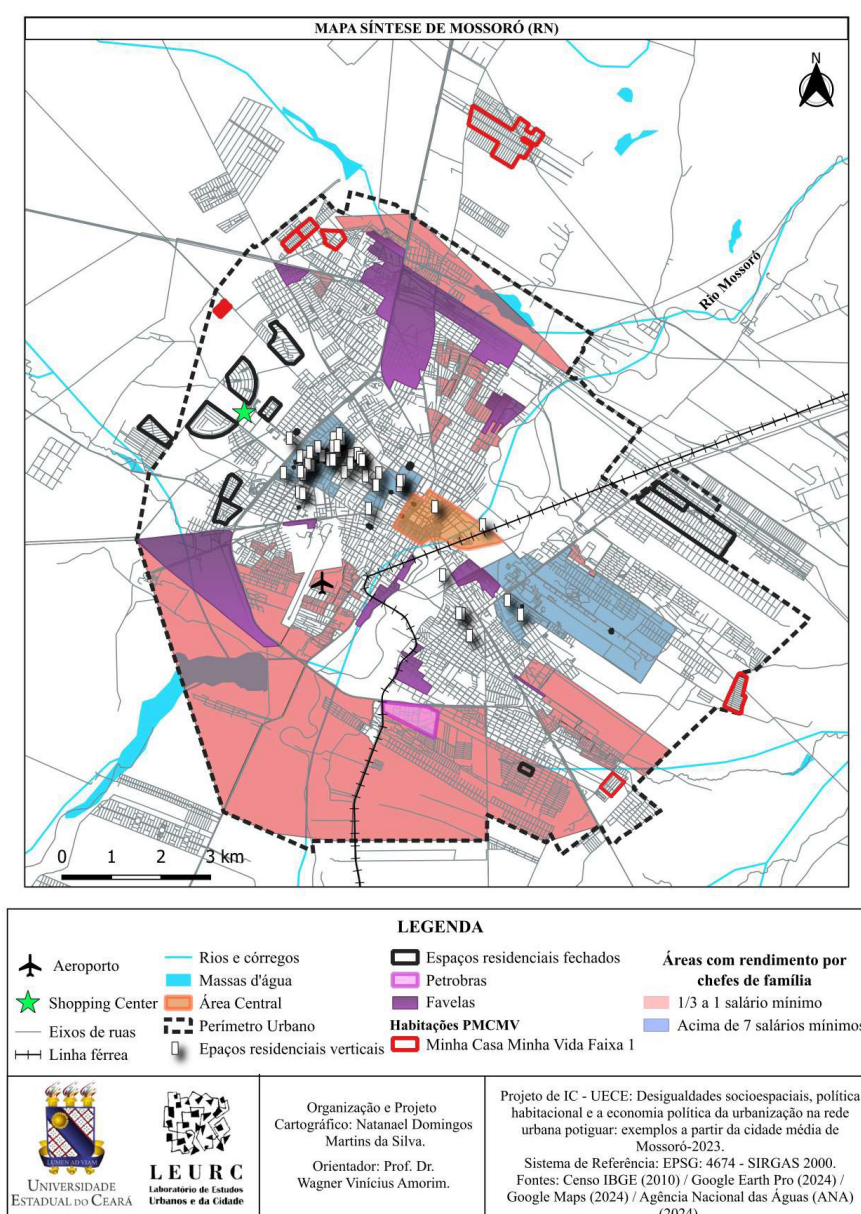 MAPA SÍNTESE DE MOSSORÓ (RN)
N
Rio Mossoró
0 1 2 3 km
LEGENDA
Aeroporto
Shopping Center
Eixos de ruas
Linha férrea
Rios e córregos
Massas d'água
Área Central
Perímetro Urbano
Epaços residenciais verticais
Espaços residenciais fechados
Petrobras
Favelas
Habitações PMCMV
Minha Casa Minha Vida Faixa 1
Áreas com rendimento por
chefes de família
1/3 a 1 salário mínimo
Acima de 7 salários mínimos
LUMEN AD VIAM
UNIVERSIDADE
ESTADUAL DO CEARÁ
LEURC
Laboratório de Estudos
Urbanos e da Cidade
Organização e Projeto
Cartográfico: Natanael Domingos
Martins da Silva.
Orientador: Prof. Dr.
Wagner Vinícius Amorim.
Projeto de IC - UECE: Desigualdades socioespaciais, política
habitacional e a economia política da urbanização na rede
urbana potiguar: exemplos a partir da cidade média de
Mossoró-2023.
Sistema de Referência: EPSG: 4674 - SIRGAS 2000.
Fontes: Censo IBGE (2010) / Google Earth Pro (2024) /
Google Maps (2024) / Agência Nacional das Águas (ANA)
(2024)